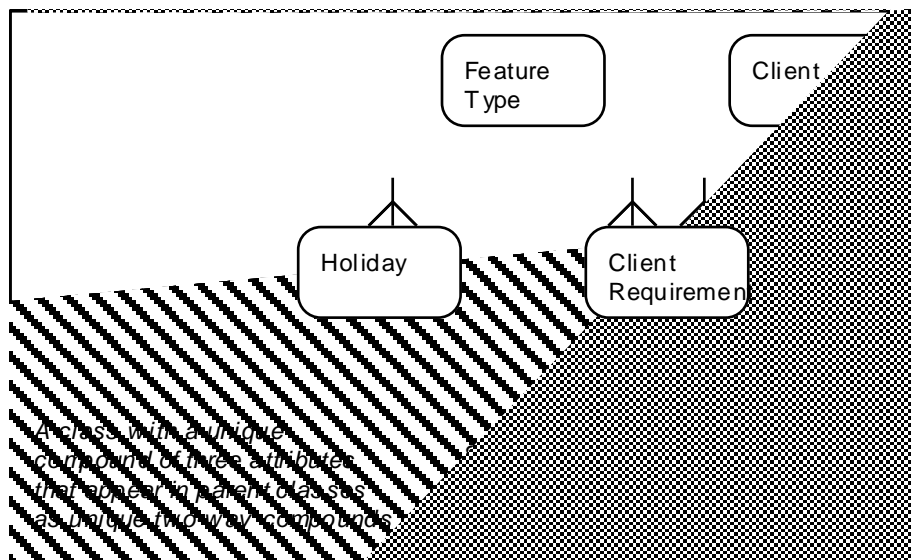 Feature
Type
Client
Holiday
Client
Requiremen
A class with a unique
compound of three attributes
that appear in parent classes
as unique two-way compounds